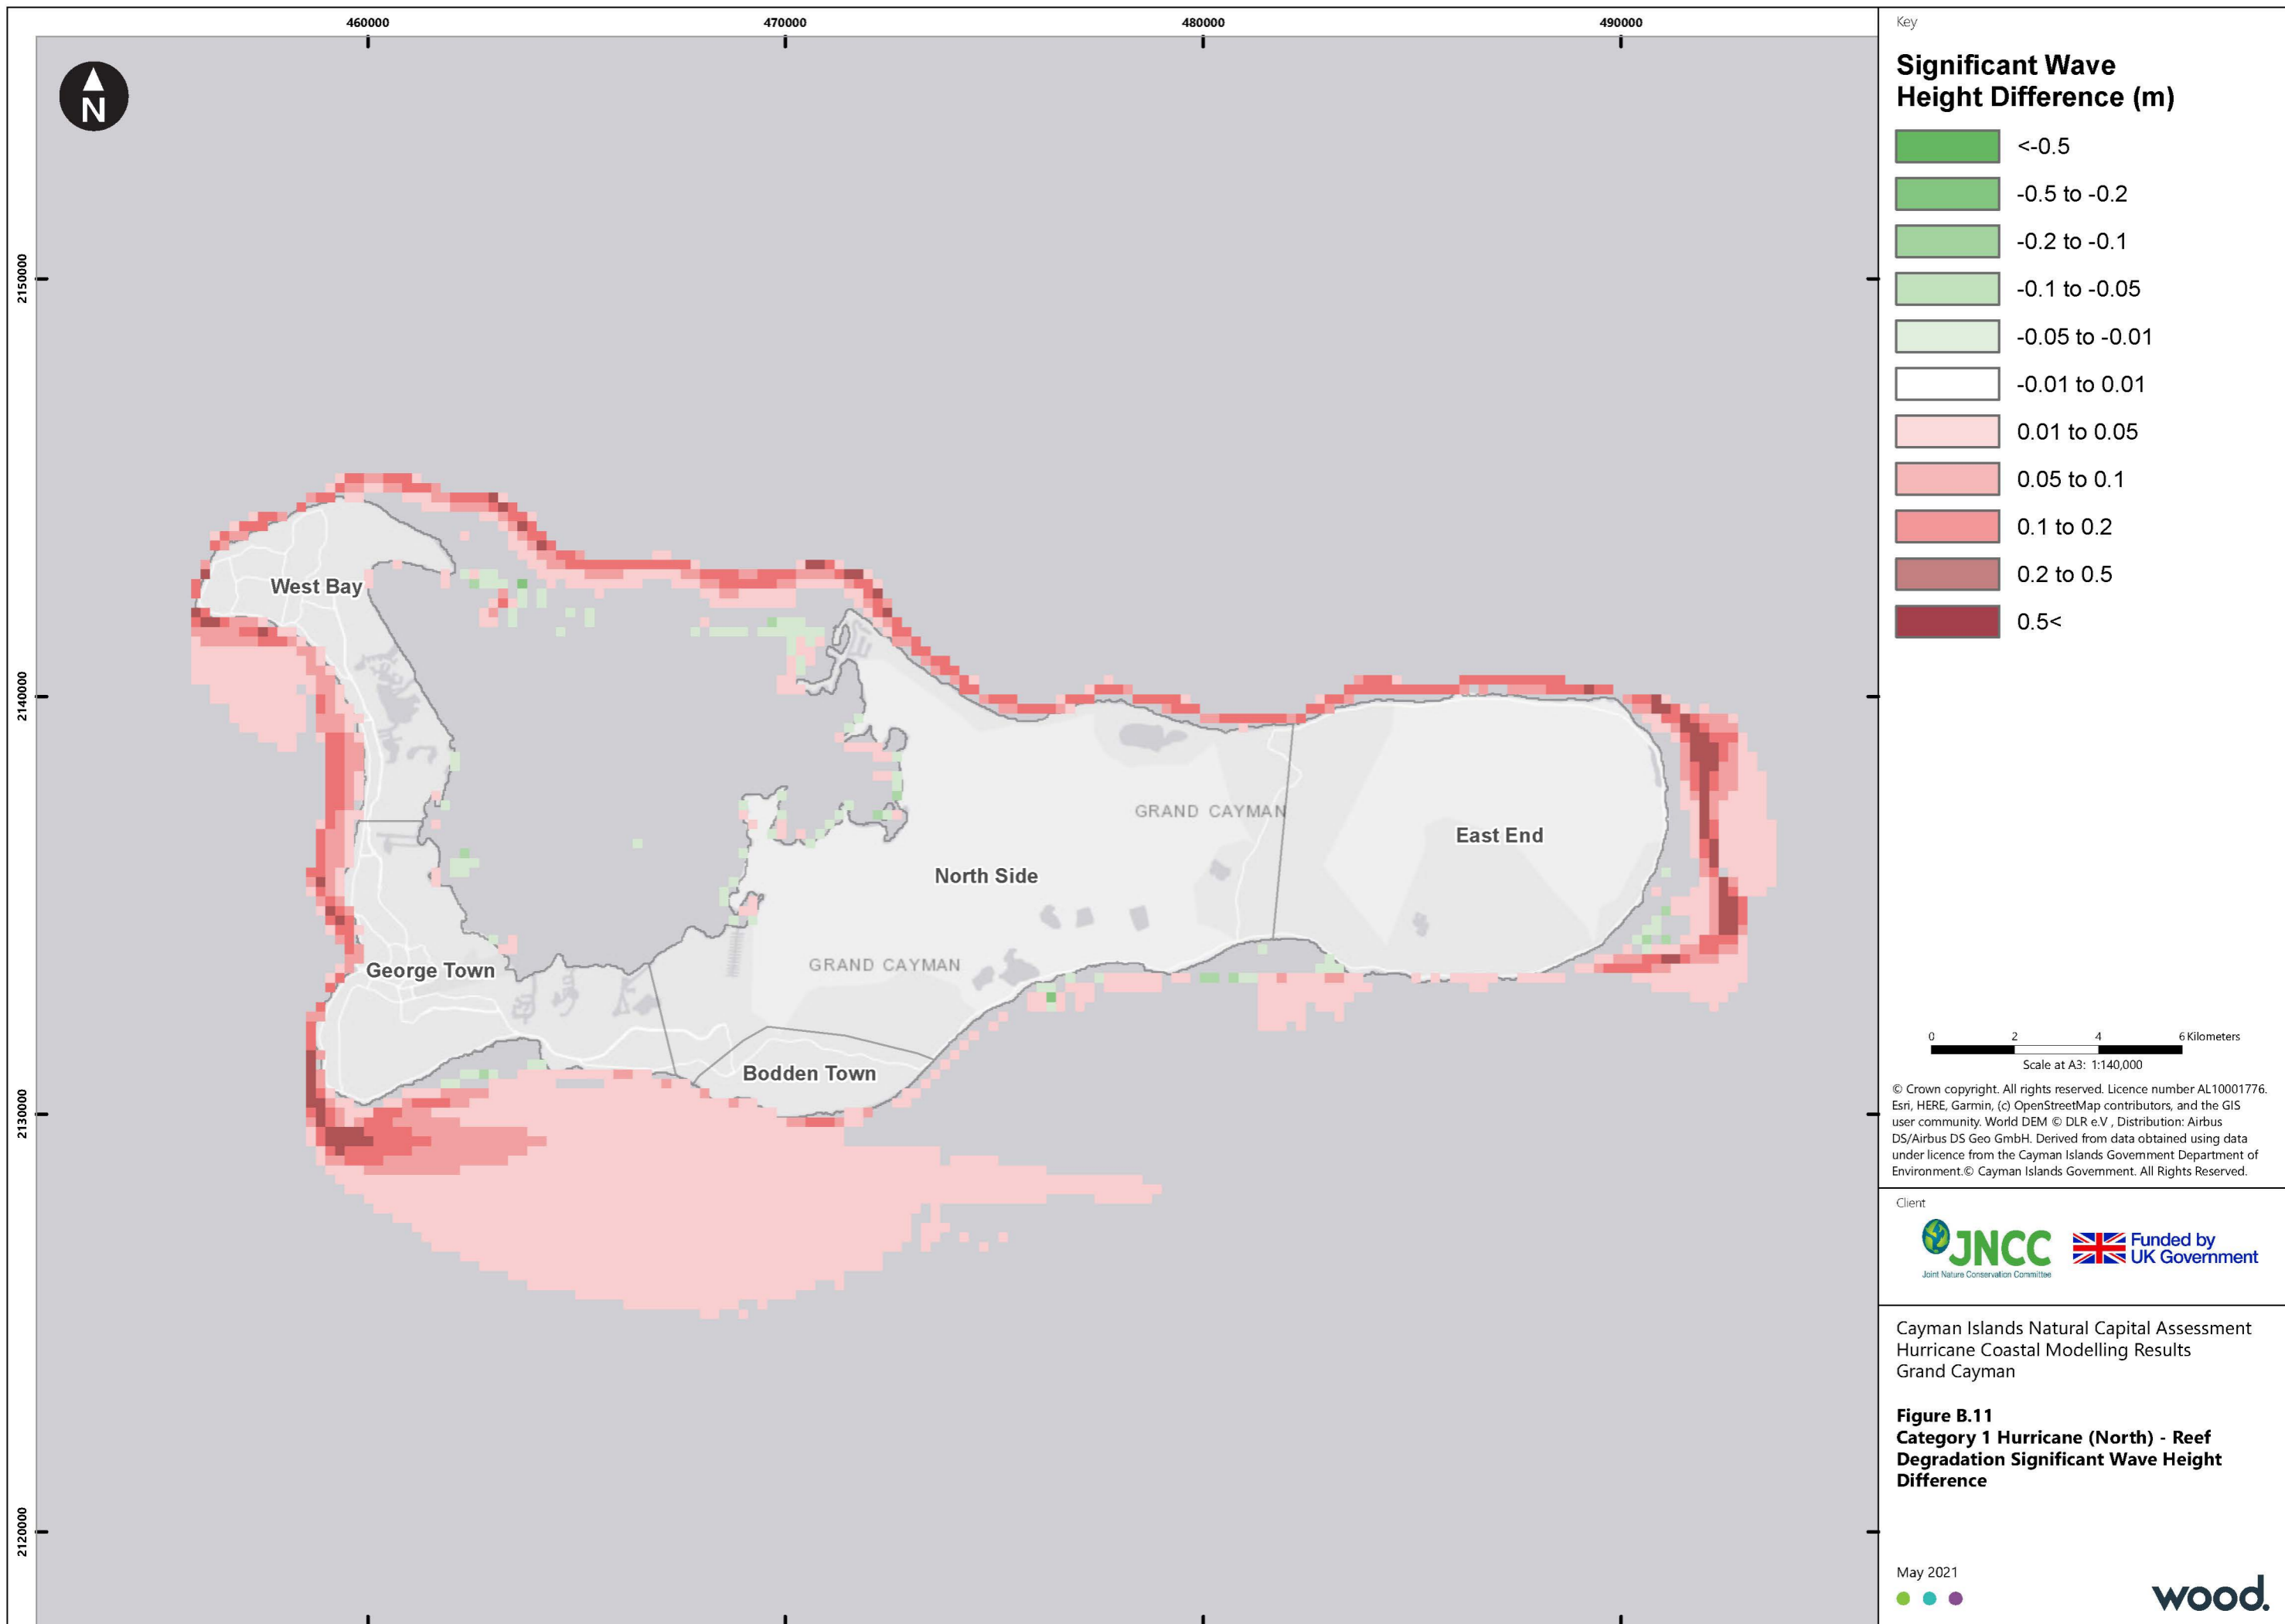 460000
470000
480000
490000
2150000
2140000
2130000
2120000
N
West Bay
George Town
North Side
East End
Bodden Town
GRAND CAYMAN
GRAND CAYMAN
Key
Significant Wave
Height Difference (m)
<-0.5
-0.5 to -0.2
-0.2 to -0.1
-0.1 to -0.05
-0.05 to -0.01
-0.01 to 0.01
0.01 to 0.05
0.05 to 0.1
0.1 to 0.2
0.2 to 0.5
0.5<
0 2 4 6 Kilometers
Scale at A3: 1:140,000
© Crown copyright. All rights reserved. Licence number AL10001776.
Esri, HERE, Garmin, (c) OpenStreetMap contributors, and the GIS
user community. World DEM © DLR e.V , Distribution: Airbus
DS/Airbus DS Geo GmbH. Derived from data obtained using data
under licence from the Cayman Islands Government Department of
Environment.© Cayman Islands Government. All Rights Reserved.
Client
JNCC
Joint Nature Conservation Committee
Funded by
UK Government
Cayman Islands Natural Capital Assessment
Hurricane Coastal Modelling Results
Grand Cayman
Figure B.11
Category 1 Hurricane (North) - Reef
Degradation Significant Wave Height
Difference
May 2021
wood.